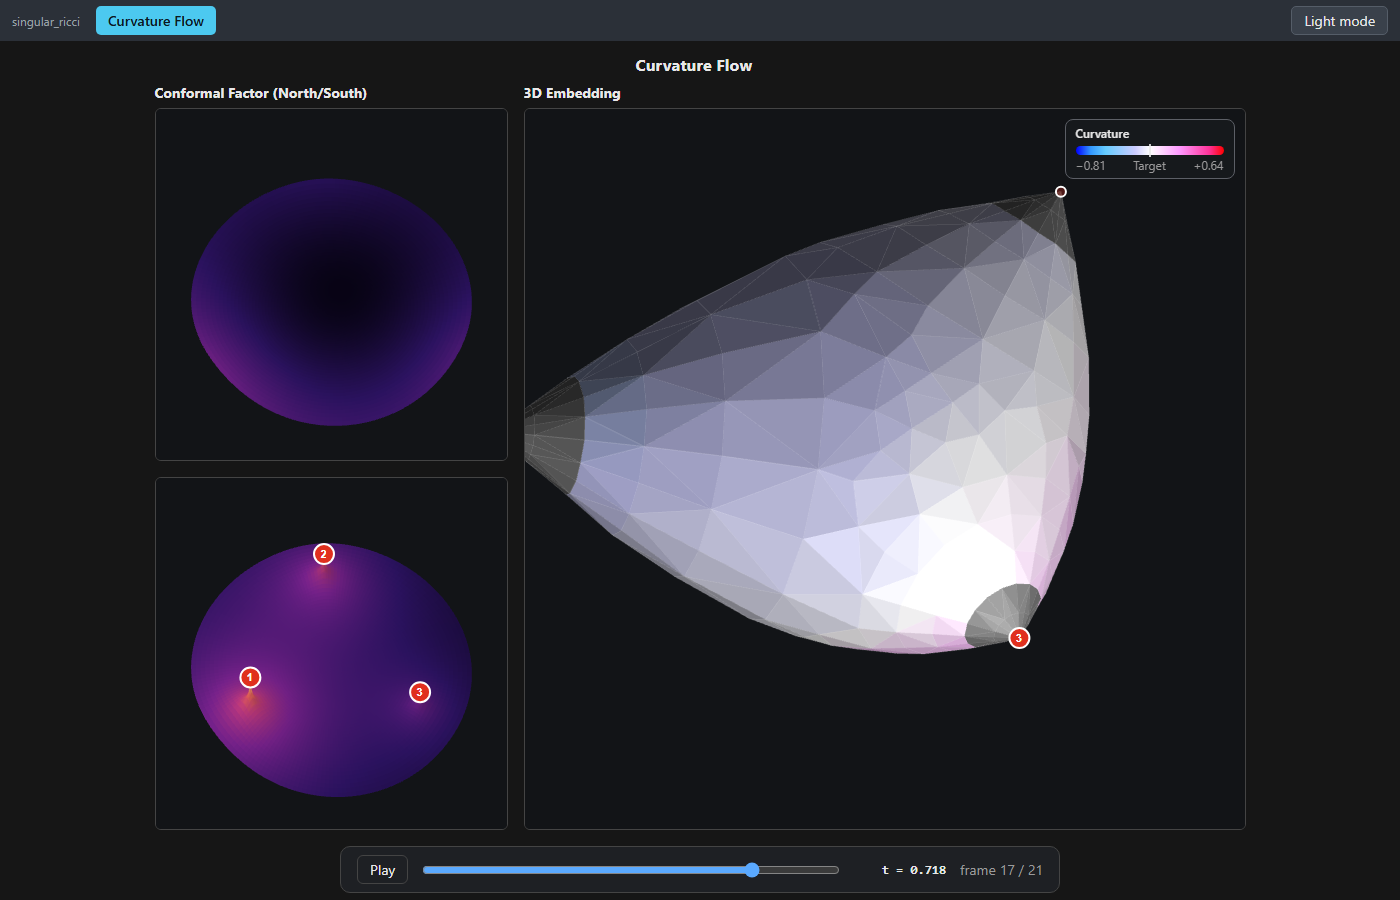 singular_ricci
Curvature Flow
Light mode
Curvature Flow
Conformal Factor (North/South)
3D Embedding
Curvature
−0.81 Target +0.64
2
1
3
3
Play
t = 0.718
frame 17 / 21